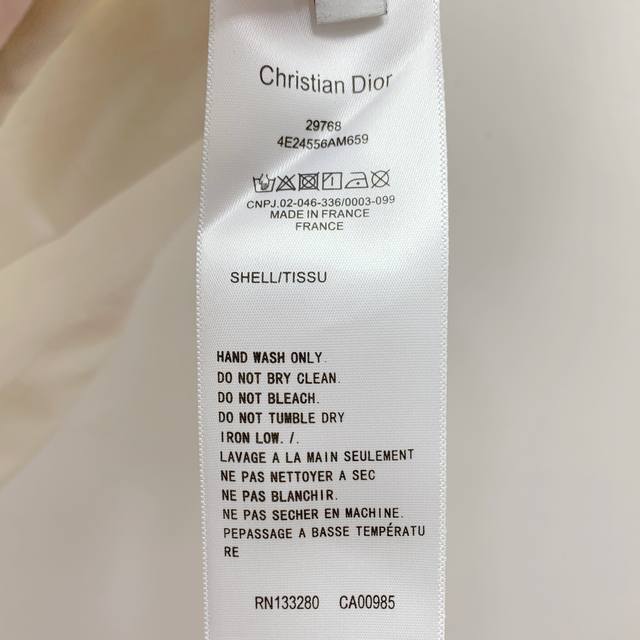 Christian Dior
29768
4E24556AM659
CNPJ.02-046-336/0003-099
MADE IN FRANCE
FRANCE
SHELL/TISSU
HAND WASH ONLY.
DO NOT BRY CLEAN.
DO NOT BLEACH.
DO NOT TUMBLE DRY
IRON LOW. /.
LAVAGE A LA MAIN SEULEMENT
NE PAS NETTOYER A SEC
NE PAS BLANCHIR.
NE PAS SECHER EN MACHINE.
PEPASSAGE A BASSE TEMPÉRATU
RE
RN133280 CA00985